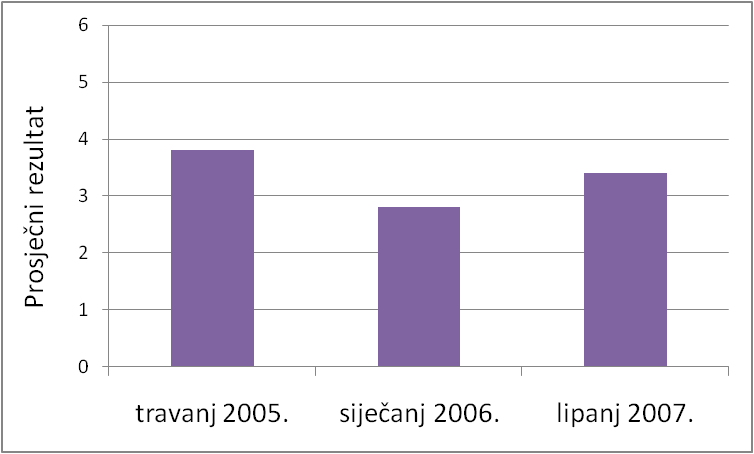 Prosječni rezultat
6
5
4
3
2
1
0
travanj 2005.
siječanj 2006.
lipanj 2007.